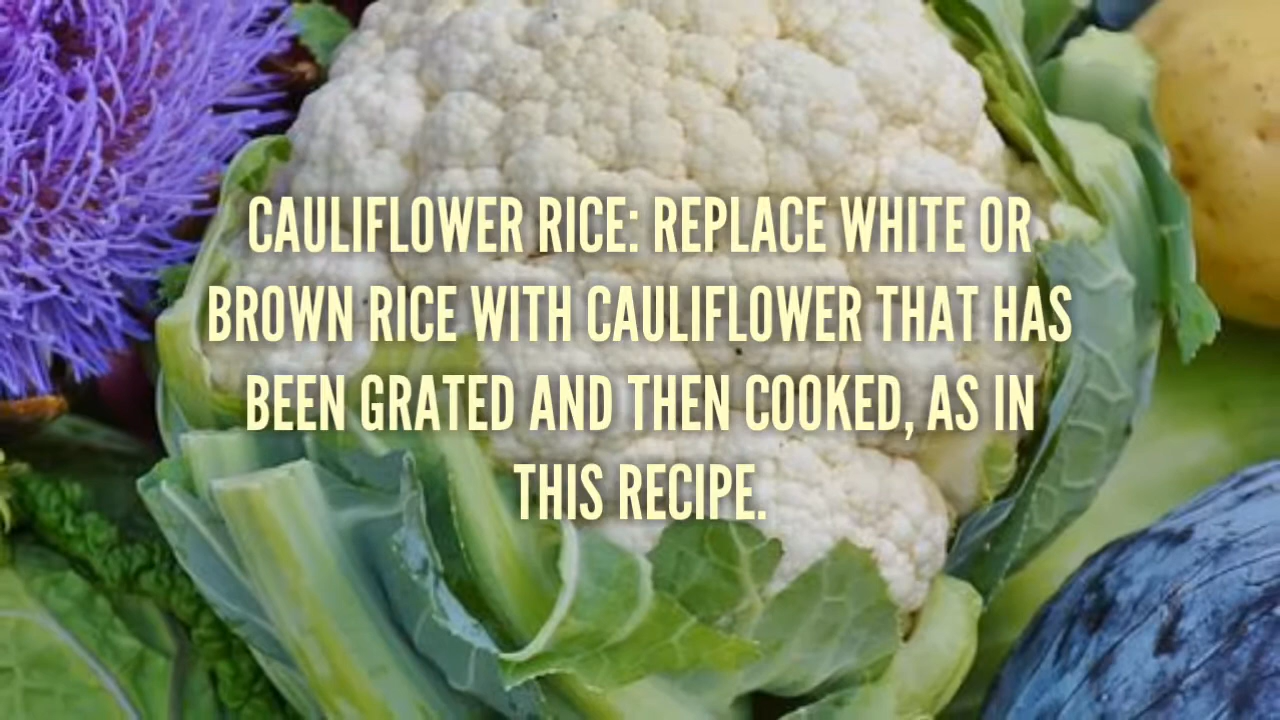 CAULIFLOWER RICE: REPLACE WHITE OR
BROWN RICE WITH CAULIFLOWER THAT HAS
BEEN GRATED AND THEN COOKED, AS IN
THIS RECIPE.